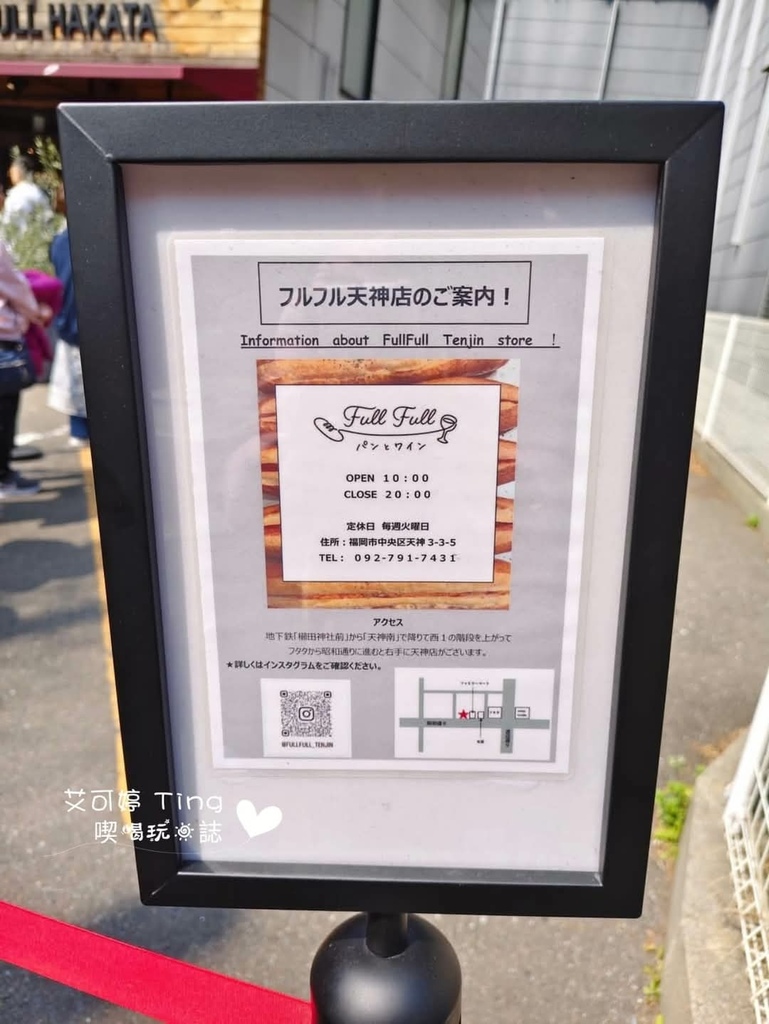 ULL HAKATA
フルフル天神店のご案内！
Information about FullFull Tenjin store !
Full Full
パンとワイン
OPEN 10:00
CLOSE 20:00
定休日 毎週火曜日
住所：福岡市中央区天神3-3-5
TEL： 092-791-7431
アクセス
地下鉄「櫛田神社前」から「天神南」で降りて西1の階段を上がって
フタタから昭和通りに進むと右手に天神店がございます。
★詳しくはインスタグラムをご確認ください。
@FULLFULL_TENJIN
艾可婷 Ting
喫喝玩誌